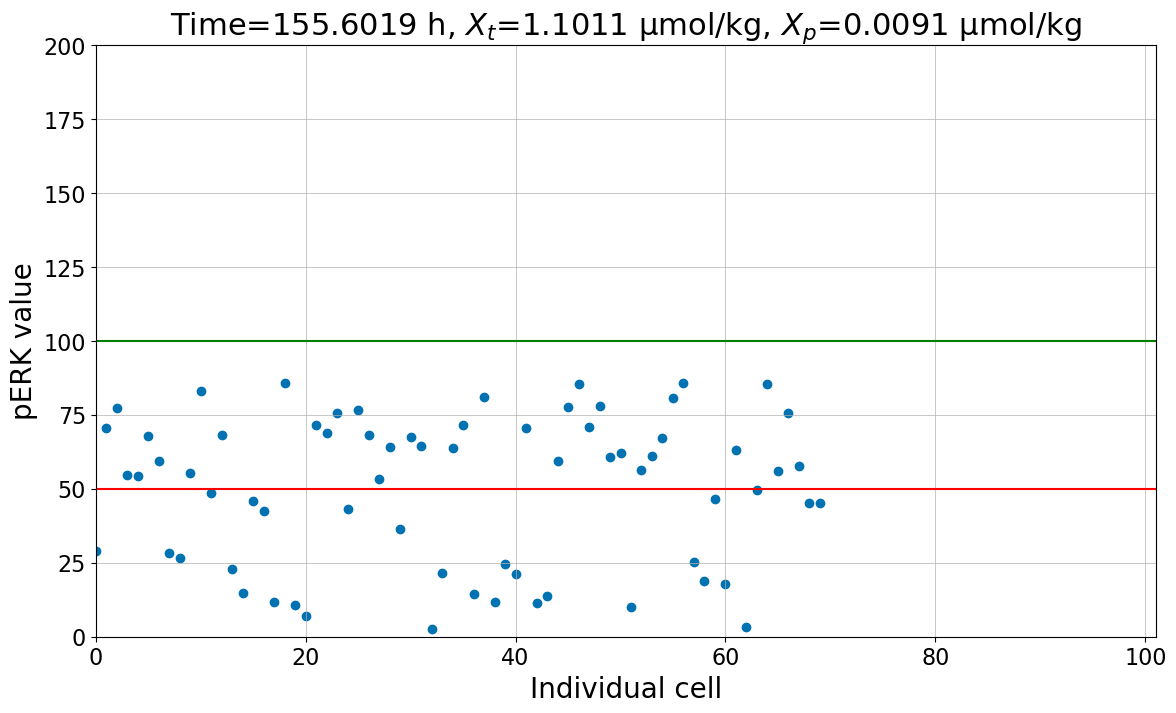 Time=155.6019 h, X_t=1.1011 μmol/kg, X_p=0.0091 μmol/kg
200
175
150
125
100
75
50
25
0
pERK value
0 20 40 60 80 100
Individual cell